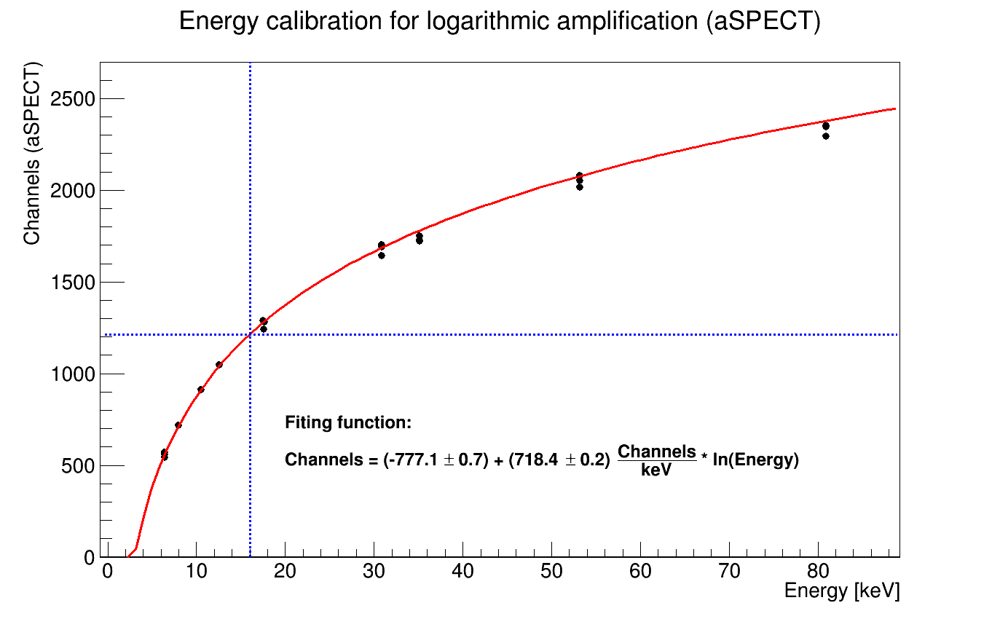 Energy calibration for logarithmic amplification (aSPECT)
Channels (aSPECT)
2500
2000
1500
1000
500
0
Fiting function:
Channels = (-777.1 ± 0.7) + (718.4 ± 0.2) Channels/keV * ln(Energy)
0 10 20 30 40 50 60 70 80
Energy [keV]